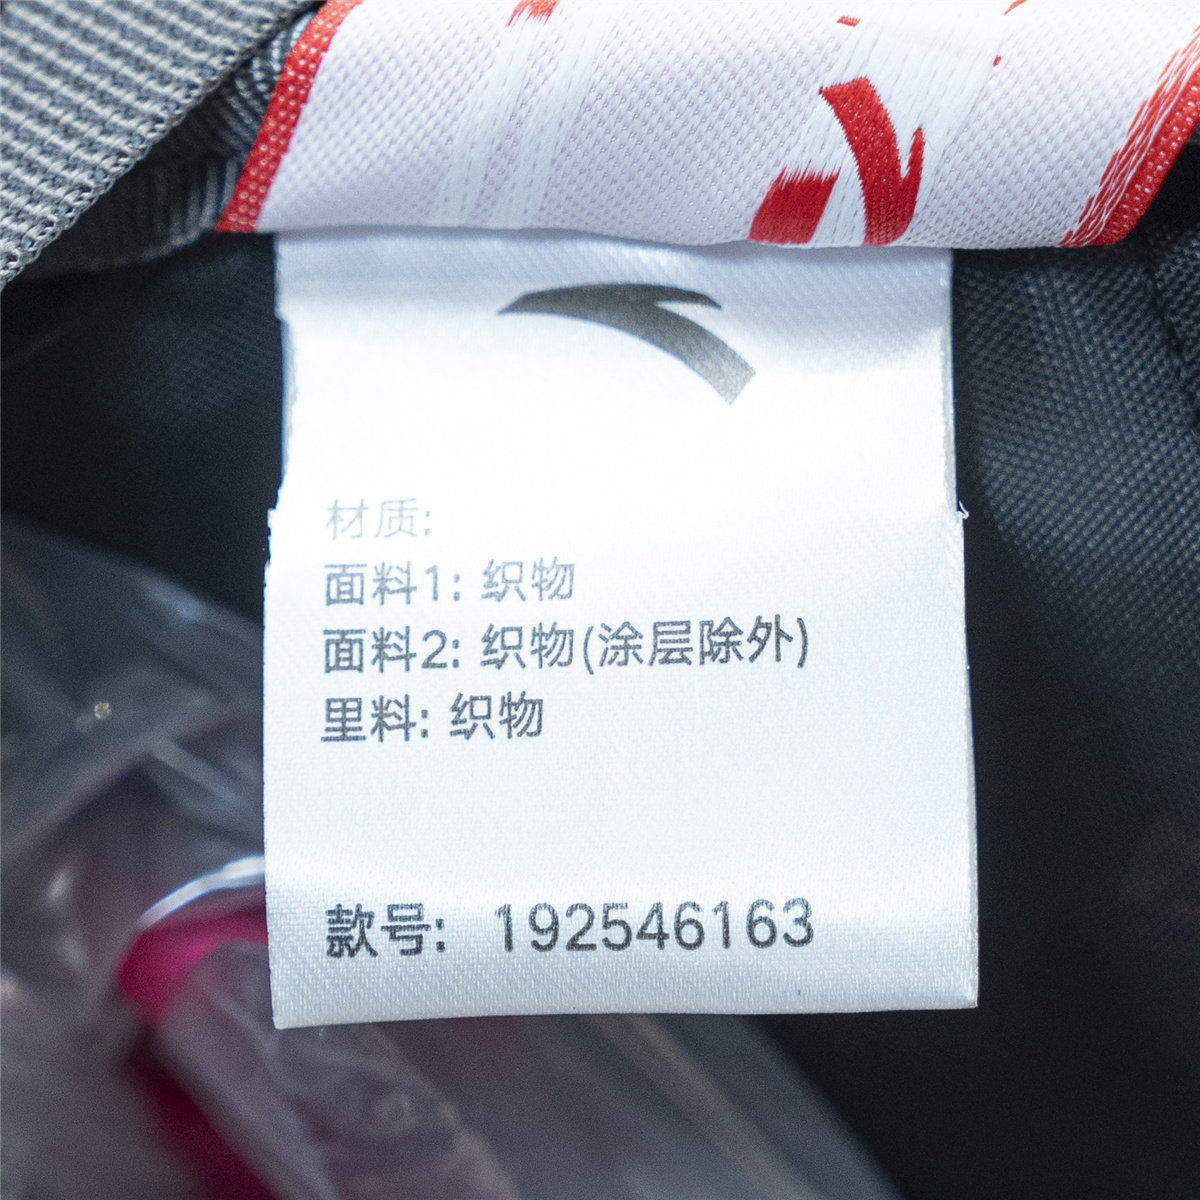 材质:
面料1: 织物
面料2: 织物(涂层除外)
里料: 织物
款号: 192546163